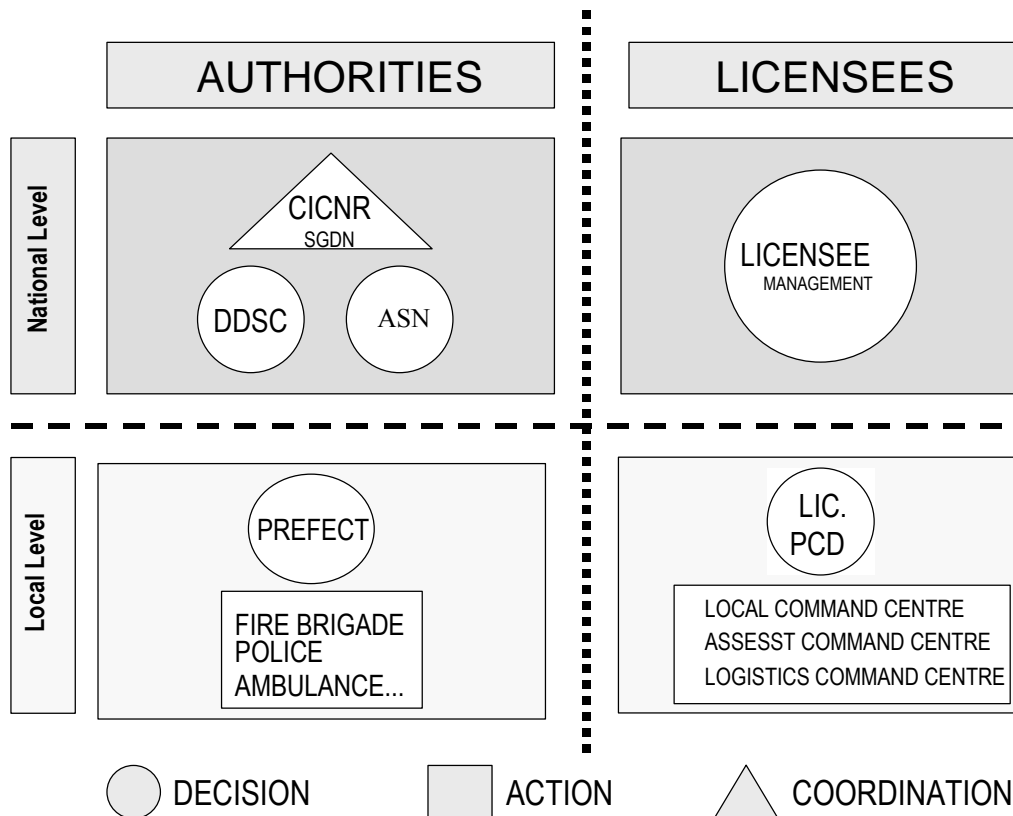 AUTHORITIES
LICENSEES
National Level
CICNR
SGDN
DDSC
ASN
LICENSEE
MANAGEMENT
Local Level
PREFECT
FIRE BRIGADE
POLICE
AMBULANCE...
LIC.
PCD
LOCAL COMMAND CENTRE
ASSESST COMMAND CENTRE
LOGISTICS COMMAND CENTRE
DECISION
ACTION
COORDINATION